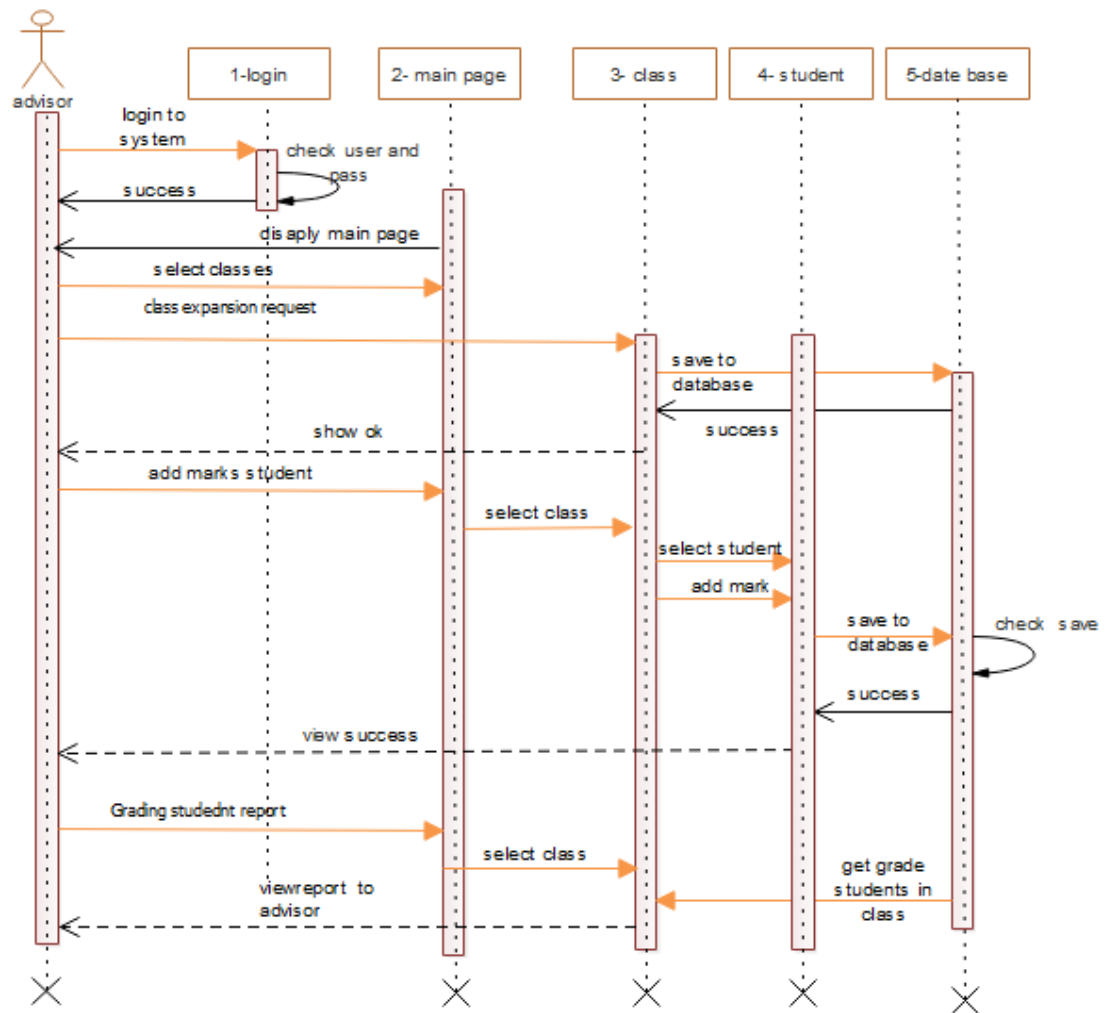 1-login
2- main page
3- class
4- student
5-date base
advisor
login to
system
check user and
pass
success
disaply main page
select classes
class expansion request
save to
database
success
show ok
add marks student
select class
select student
add mark
save to
database
check save
success
view success
Grading studednt report
select class
get grade
students in
class
viewreport to
advisor